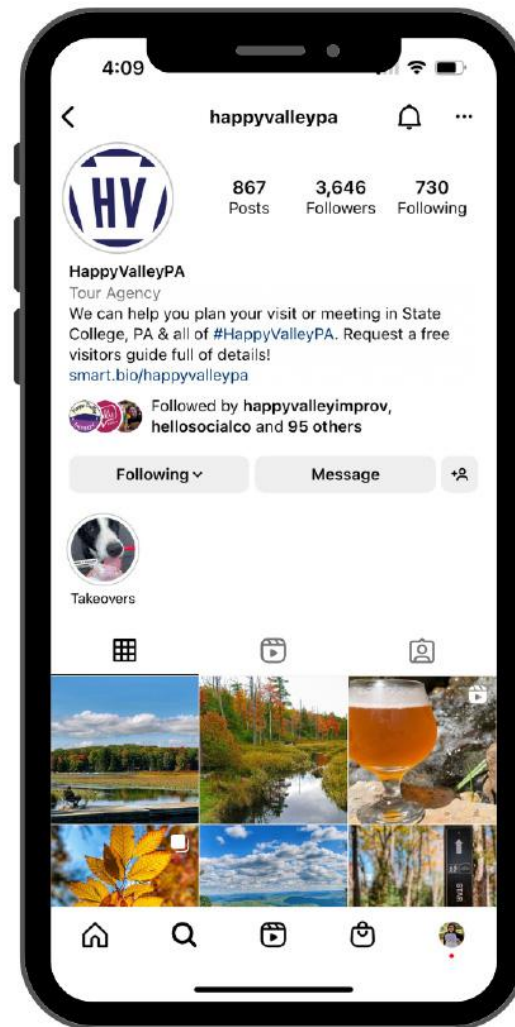 4:09
happyvalleypa
HV
867 3,646 730
Posts Followers Following
HappyValleyPA
Tour Agency
We can help you plan your visit or meeting in State
College, PA & all of #HappyValleyPA. Request a free
visitors guide full of details!
smart.bio/happyvalleypa
Followed by happyvalleyimprov,
hellosocialco and 95 others
Following Message
Takeovers
STAR